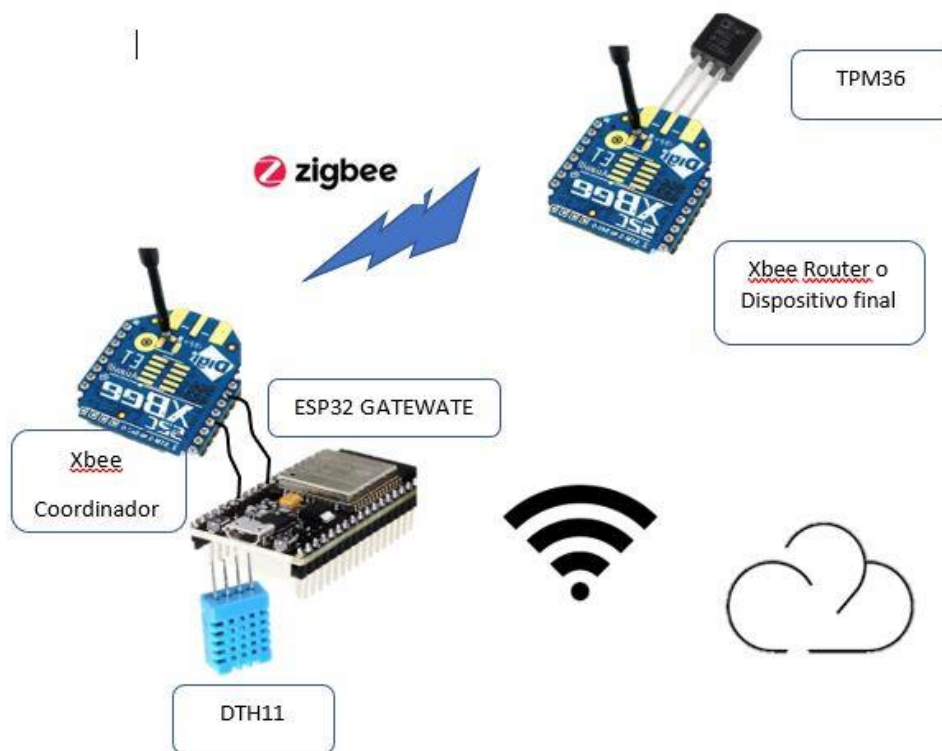 TPM36
zigbee
Xbee Router o
Dispositivo final
ESP32 GATEWATE
Xbee
Coordinador
DTH11